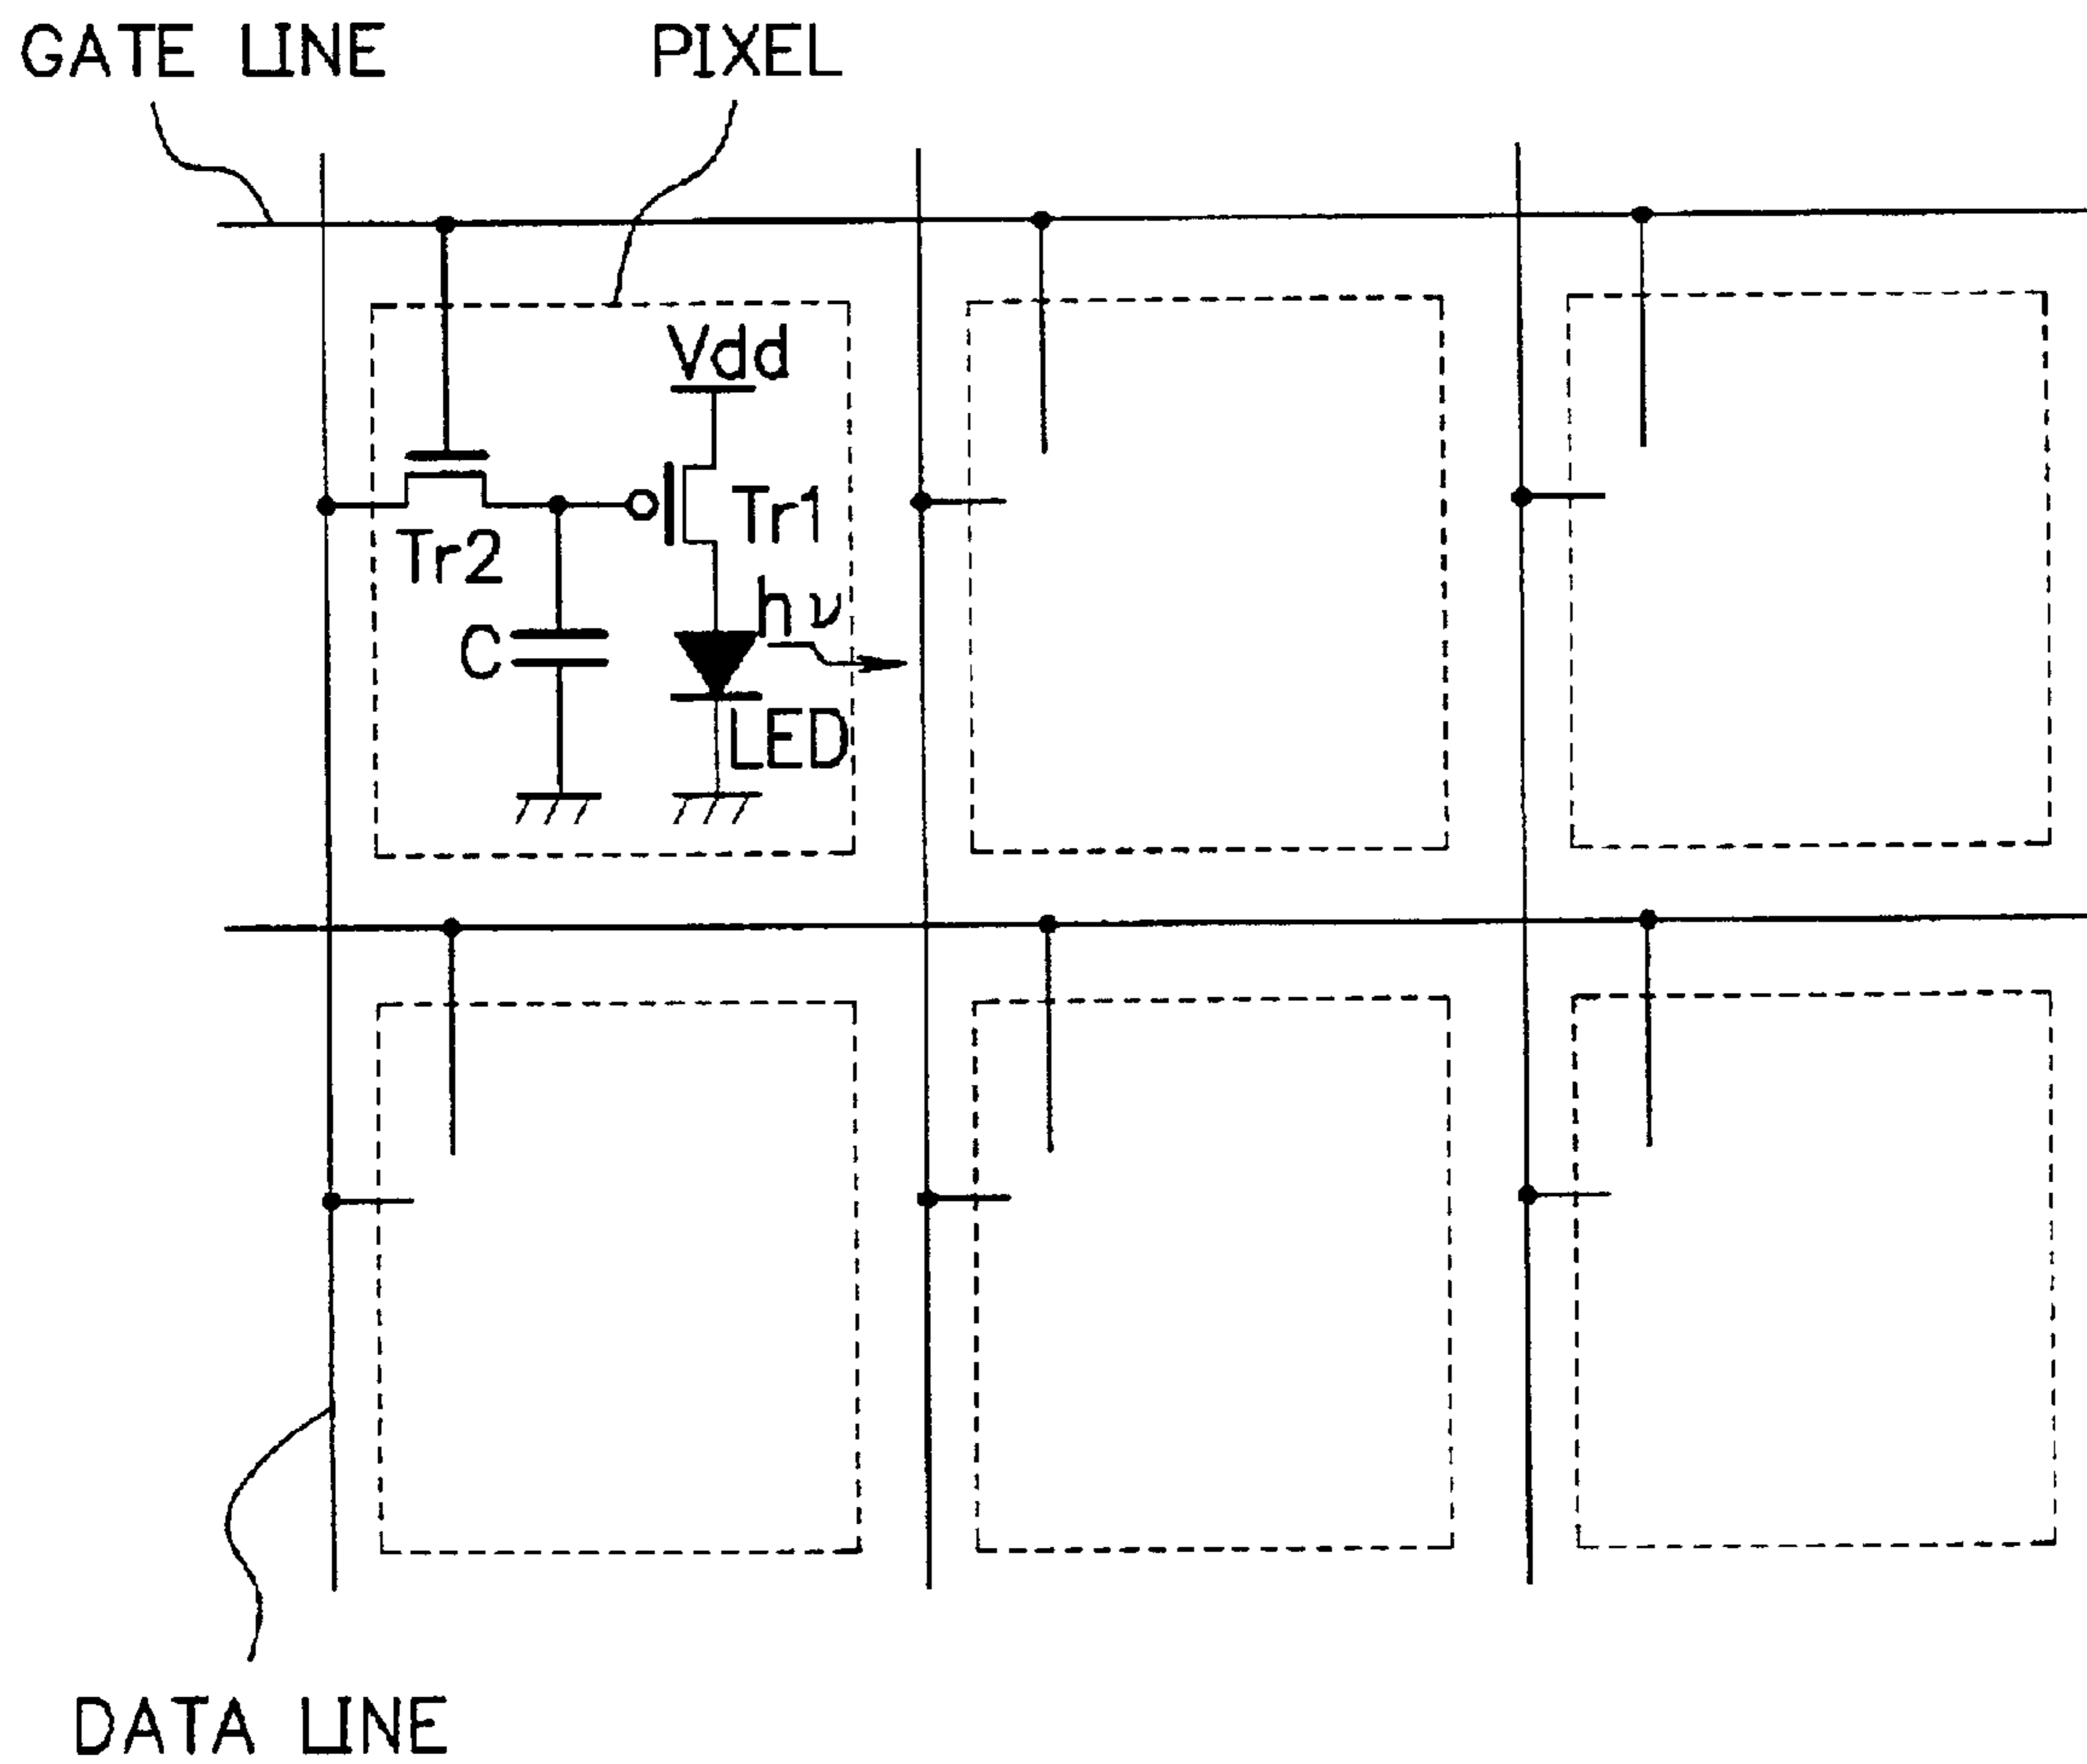 GATE LINE
PIXEL
Vdd
Tr1
Tr2
hν
C
LED
DATA LINE